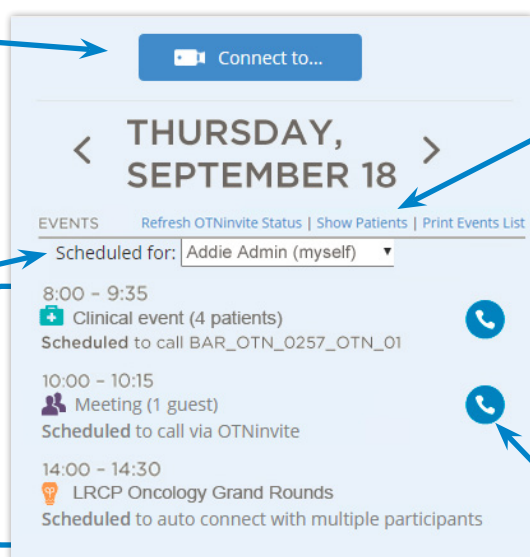 Connect to...
THURSDAY,
SEPTEMBER 18
EVENTS Refresh OTNinvite Status | Show Patients | Print Events List
Scheduled for: Addie Admin (myself)
8:00 - 9:35
Clinical event (4 patients)
Scheduled to call BAR_OTN_0257_OTN_01
10:00 - 10:15
Meeting (1 guest)
Scheduled to call via OTNinvite
14:00 - 14:30
LRCP Oncology Grand Rounds
Scheduled to auto connect with multiple participants